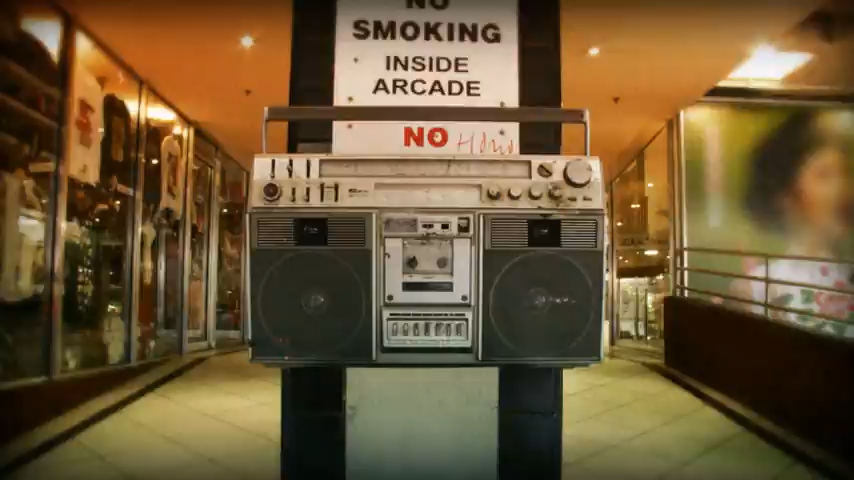 NO
SMOKING
INSIDE
ARCADE
NO